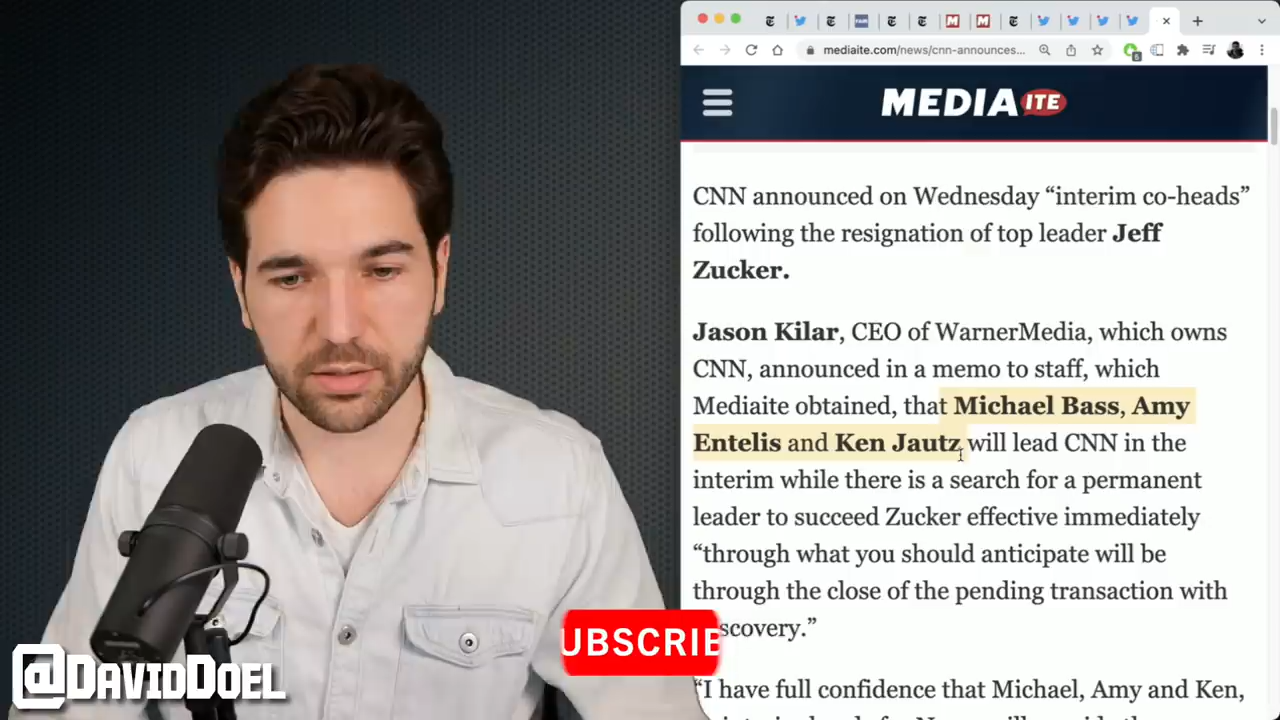 mediaite.com/news/cnn-announces...
MEDIAITE
CNN announced on Wednesday “interim co-heads”
following the resignation of top leader Jeff
Zucker.
Jason Kilar, CEO of WarnerMedia, which owns
CNN, announced in a memo to staff, which
Mediaite obtained, that Michael Bass, Amy
Entelis and Ken Jautz will lead CNN in the
interim while there is a search for a permanent
leader to succeed Zucker effective immediately
“through what you should anticipate will be
through the close of the pending transaction with
scovery.”
“I have full confidence that Michael, Amy and Ken,
UBSCRIBE
@DavidDoel